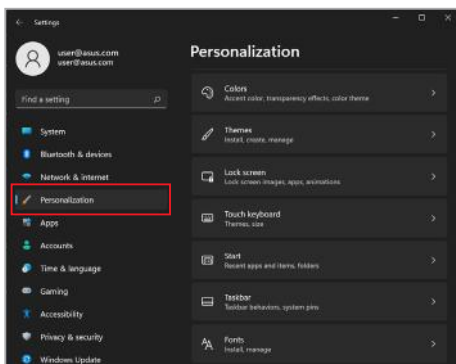 Settings
user@asus.com
user@asus.com
Find a setting
System
Bluetooth & devices
Network & internet
Personalization
Apps
Accounts
Time & language
Gaming
Accessibility
Privacy & security
Windows Update
Personalization
Colors
Accent color, transparency effects, color theme
Themes
Install, create, manage
Lock screen
Lock screen images, apps, animations
Touch keyboard
Themes, size
Start
Recent apps and items, folders
Taskbar
Taskbar behaviors, system pins
Fonts
Install, manage